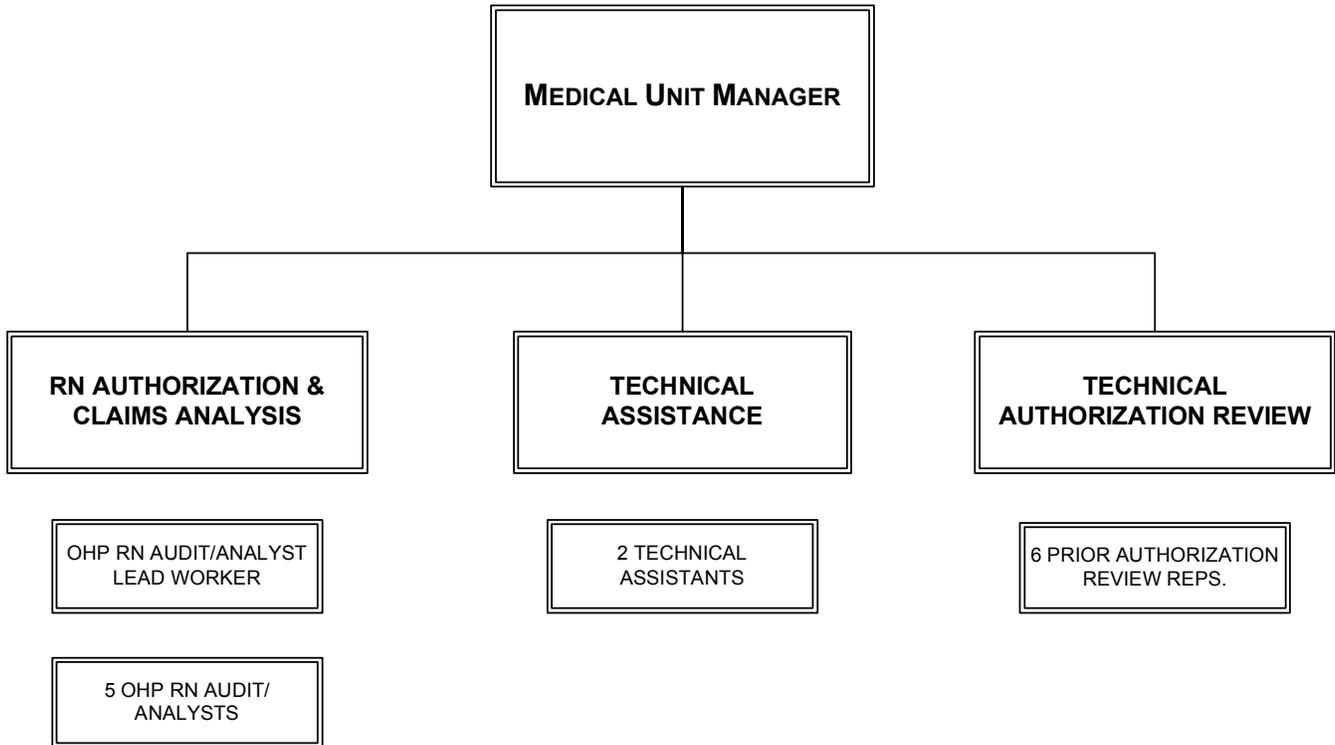 MEDICAL UNIT MANAGER
RN AUTHORIZATION &
CLAIMS ANALYSIS
TECHNICAL
ASSISTANCE
TECHNICAL
AUTHORIZATION REVIEW
OHP RN AUDIT/ANALYST
LEAD WORKER
2 TECHNICAL
ASSISTANTS
6 PRIOR AUTHORIZATION
REVIEW REPS.
5 OHP RN AUDIT/
ANALYSTS